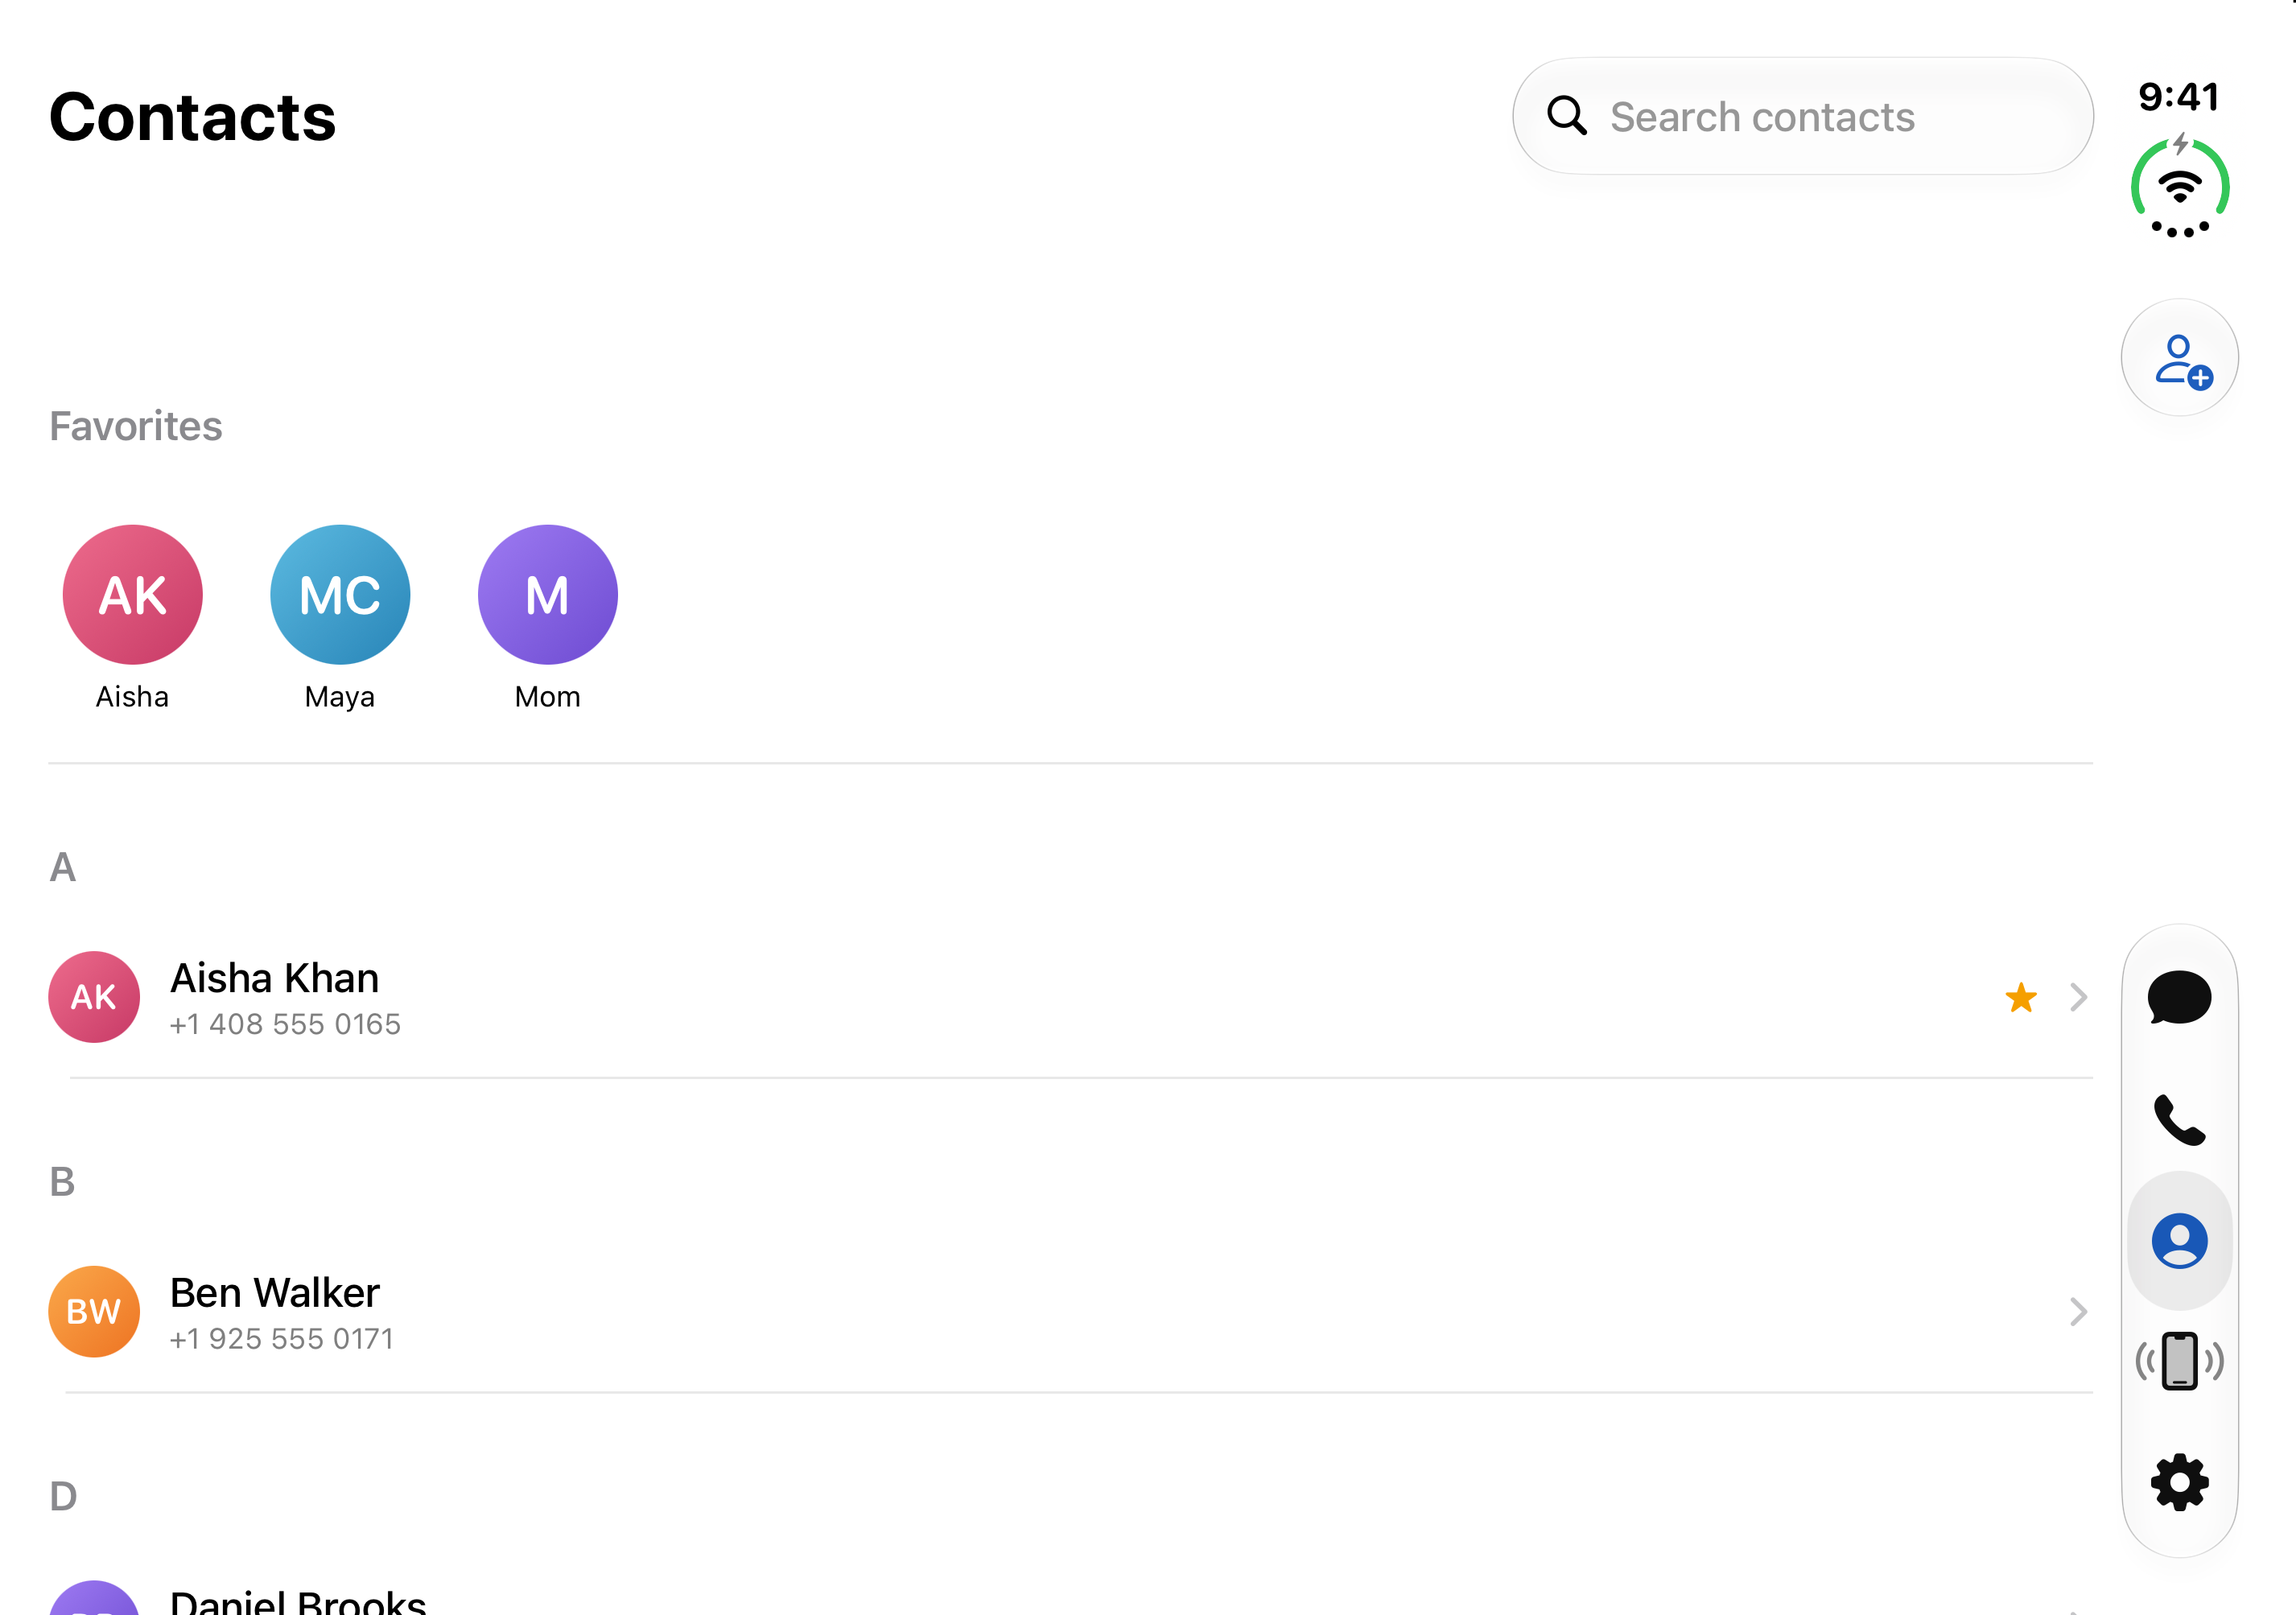 Contacts
Search contacts
9:41
Favorites
AK
MC
M
Aisha
Maya
Mom
A
AK
Aisha Khan
+1 408 555 0165
B
BW
Ben Walker
+1 925 555 0171
D
Daniel Brooks